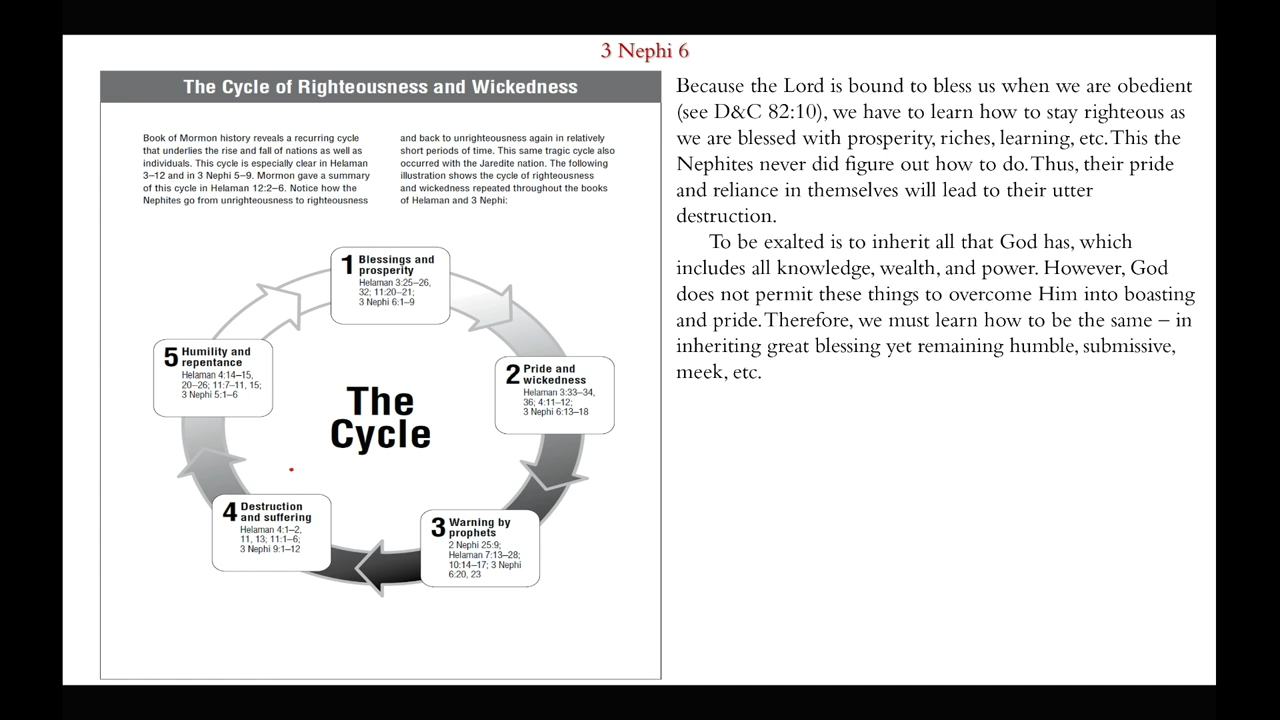 3 Nephi 6
The Cycle of Righteousness and Wickedness
Book of Mormon history reveals a recurring cycle
that underlies the rise and fall of nations as well as
individuals. This cycle is especially clear in Helaman
3–12 and in 3 Nephi 5–9. Mormon gave a summary
of this cycle in Helaman 12:2–6. Notice how the
Nephites go from unrighteousness to righteousness
and back to unrighteousness again in relatively
short periods of time. This same tragic cycle also
occurred with the Jaredite nation. The following
illustration shows the cycle of righteousness
and wickedness repeated throughout the books
of Helaman and 3 Nephi:
1 Blessings and
prosperity
Helaman 3:25–26,
32; 11:20–21;
3 Nephi 6:1–9
2 Pride and
wickedness
Helaman 3:33–34,
36; 4:11–12;
3 Nephi 6:13–18
3 Warning by
prophets
2 Nephi 25:9;
Helaman 7:13–28;
10:14–17; 3 Nephi
6:20, 23
4 Destruction
and suffering
Helaman 4:1–2,
11, 13; 11:1–6;
3 Nephi 9:1–12
5 Humility and
repentance
Helaman 4:14–15,
20–26; 11:7–11, 15;
3 Nephi 5:1–6
The
Cycle
Because the Lord is bound to bless us when we are obedient
(see D&C 82:10), we have to learn how to stay righteous as
we are blessed with prosperity, riches, learning, etc. This the
Nephites never did figure out how to do. Thus, their pride
and reliance in themselves will lead to their utter
destruction.
To be exalted is to inherit all that God has, which
includes all knowledge, wealth, and power. However, God
does not permit these things to overcome Him into boasting
and pride. Therefore, we must learn how to be the same – in
inheriting great blessing yet remaining humble, submissive,
meek, etc.